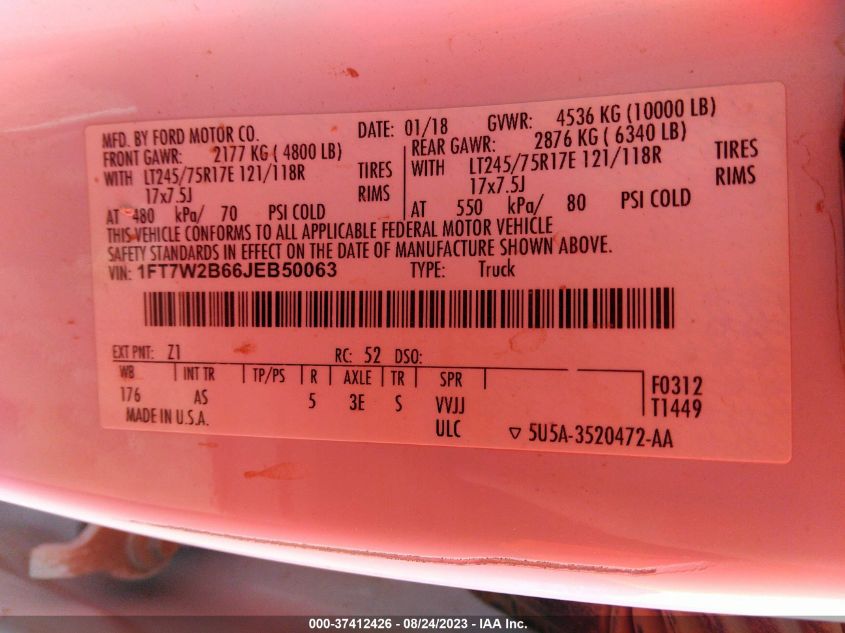 MFD. BY FORD MOTOR CO. DATE: 01/18 GVWR: 4536 KG (10000 LB)
FRONT GAWR: 2177 KG ( 4800 LB) REAR GAWR: 2876 KG ( 6340 LB)
WITH LT245/75R17E 121/118R TIRES WITH LT245/75R17E 121/118R TIRES
17x7.5J RIMS 17x7.5J RIMS
AT 480 kPa/ 70 PSI COLD AT 550 kPa/ 80 PSI COLD
THIS VEHICLE CONFORMS TO ALL APPLICABLE FEDERAL MOTOR VEHICLE
SAFETY STANDARDS IN EFFECT ON THE DATE OF MANUFACTURE SHOWN ABOVE.
VIN: 1FT7W2B66JEB50063 TYPE: Truck
EXT PNT: Z1 RC: 52 DSO:
WB INT TR TP/PS R AXLE TR SPR F0312
176 AS 5 3E S VVJJ T1449
MADE IN U.S.A. ULC ▽ 5U5A-3520472-AA
000-37412426 - 08/24/2023 - IAA Inc.